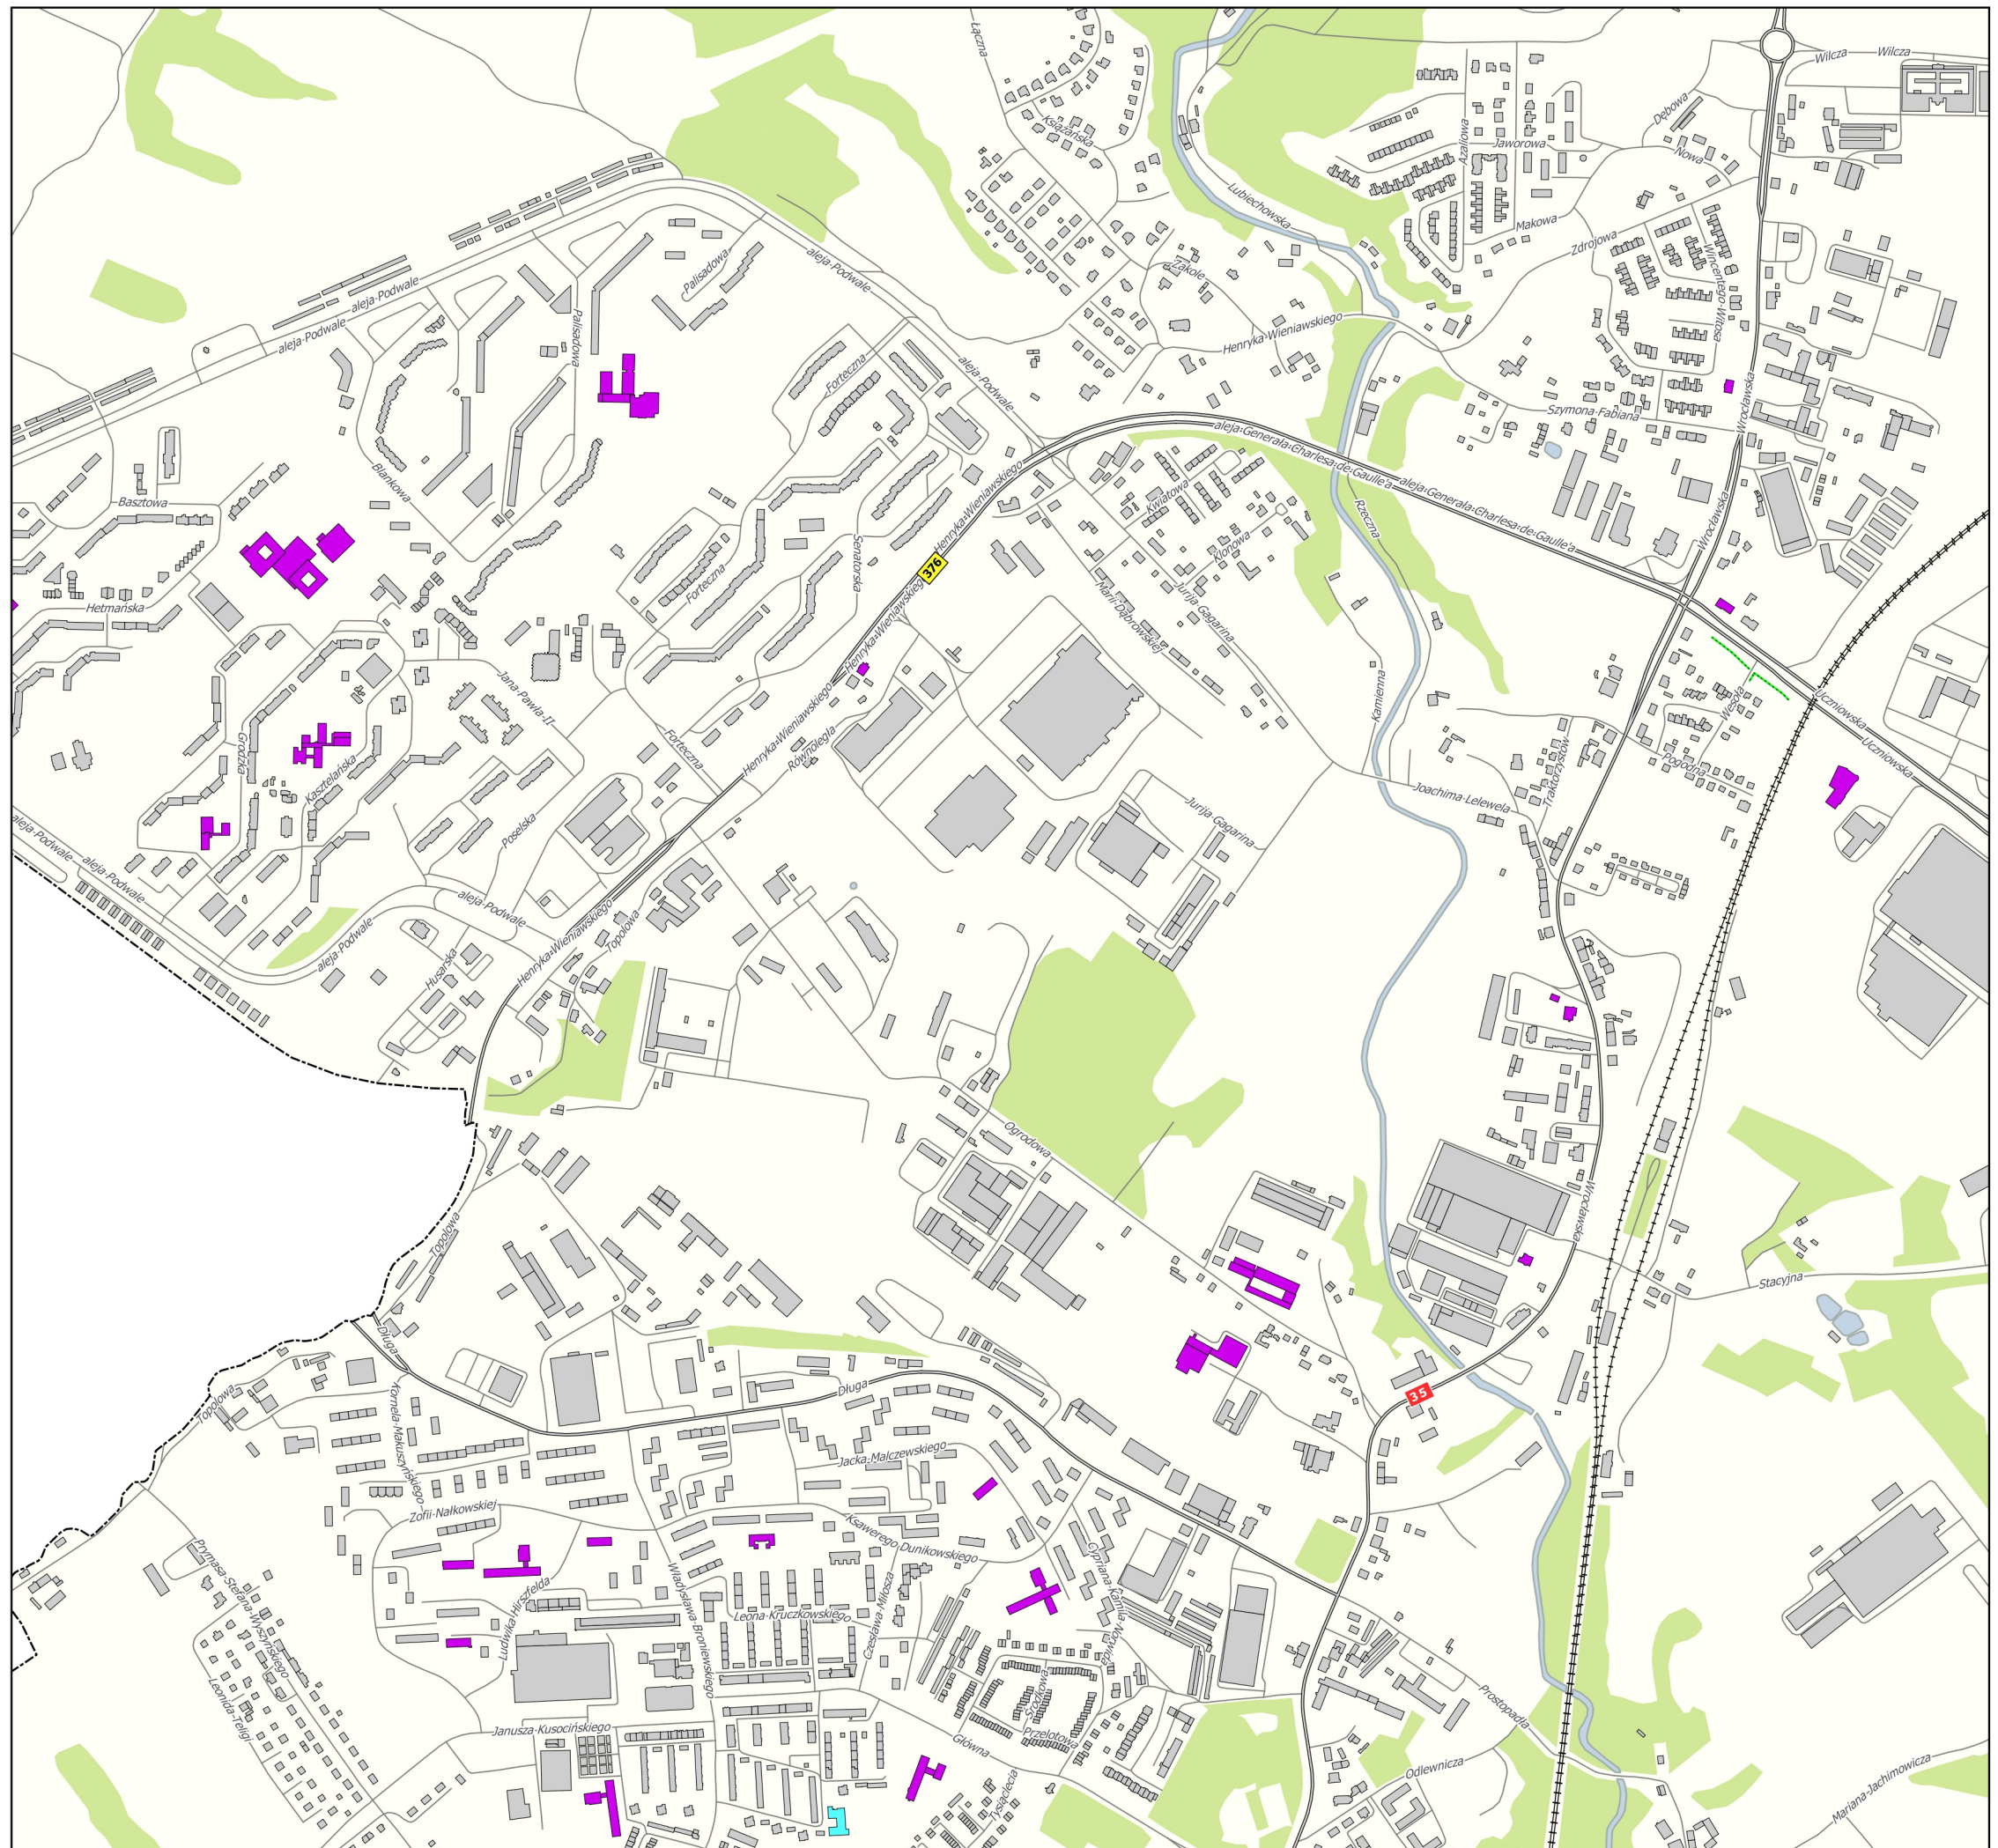 Łączna
Wilcza
Wilcza
Książańska
Dębowa
Azaliowa
Jaworowa
Nowa
Lubiechowska
Makowa
Zdrojowa
Palisadowa
aleja Podwale
Zakole
Wincentego Witosa
aleja Podwale
aleja Podwale
Palisadowa
Henryka Wieniawskiego
Forteczna
aleja Podwale
Wrocławska
Szymona Fabiana
aleja Generała Charlesa de Gaulle'a
Blankowa
Henryka Wieniawskiego
aleja Generała Charlesa de Gaulle'a
Basztowa
Kwiatowa
Rzeczna
Wrocławska
Senatorska
Klonowa
376
Forteczna
Hetmańska
Henryka Wieniawskiego
Marii Dąbrowskiej
Jurija Gagarina
Jana Pawła II
Kamienna
Wesoła
Uczniowska
Henryka Wieniawskiego
Równoległa
Forteczna
Grodzka
Kasztelańska
Uczniowska
Pogodna
Traktorzystów
Joachima Lelewela
Jurija Gagarina
Poselska
aleja Podwale
aleja Podwale
aleja Podwale
Henryka Wieniawskiego
Topolowa
aleja Podwale
Husarska
Ogrodowa
Wrocławska
Topolowa
Stacyjna
Długa
Długa
35
Topolowa
Kornela Makuszyńskiego
Jacka Malczewskiego
Zofii Nałkowskiej
Ksawerego Dunikowskiego
Prymasa Stefana Wyszyńskiego
Ludwika Hirszfelda
Władysława Broniewskiego
Leona Kruczkowskiego
Czesława Miłosza
Cypriana Kamila Norwida
Leonida Teligi
Środkowa
Przelotowa
Prostopadła
Janusza Kusocińskiego
Główna
Odlewnicza
Tysiąclecia
Mariana Jachimowicza